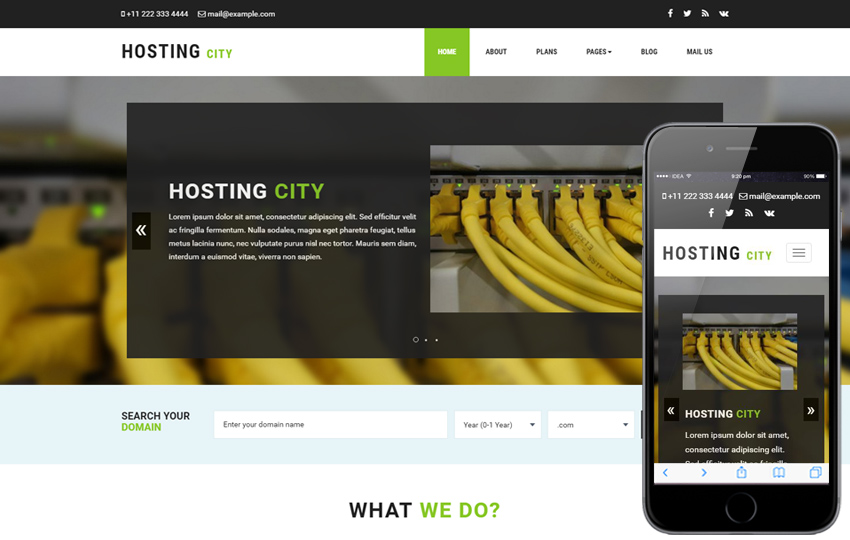 +11 222 333 4444 mail@example.com
HOSTING CITY
HOME ABOUT PLANS PAGES BLOG MAIL US
HOSTING CITY
Lorem ipsum dolor sit amet, consectetur adipiscing elit. Sed efficitur velit
ac fringilla fermentum. Nulla sodales, magna eget pharetra feugiat, tellus
metus lacinia nunc, nec vulputate purus nisl nec tortor. Mauris sem diam,
interdum a euismod vitae, viverra non sapien.
«
SEARCH YOUR
DOMAIN
Enter your domain name
Year (0-1 Year)
.com
WHAT WE DO?
IDEA 9:20 pm 90%
+11 222 333 4444 mail@example.com
HOSTING CITY
« »
HOSTING CITY
Lorem ipsum dolor sit amet,
consectetur adipiscing elit.
Sed efficitur velit ac fringilla